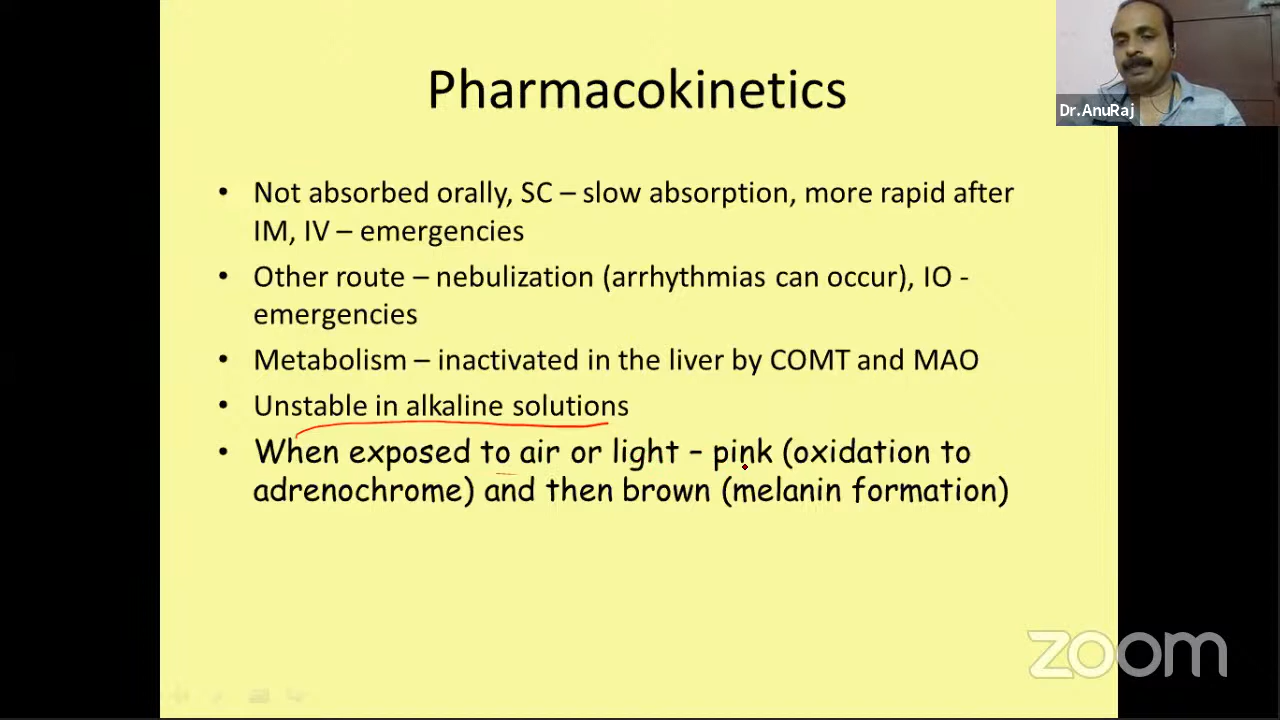 Pharmacokinetics
Dr.AnuRaj
• Not absorbed orally, SC – slow absorption, more rapid after
IM, IV – emergencies
• Other route – nebulization (arrhythmias can occur), IO -
emergencies
• Metabolism – inactivated in the liver by COMT and MAO
• Unstable in alkaline solutions
• When exposed to air or light – pink (oxidation to
adrenochrome) and then brown (melanin formation)
zoom